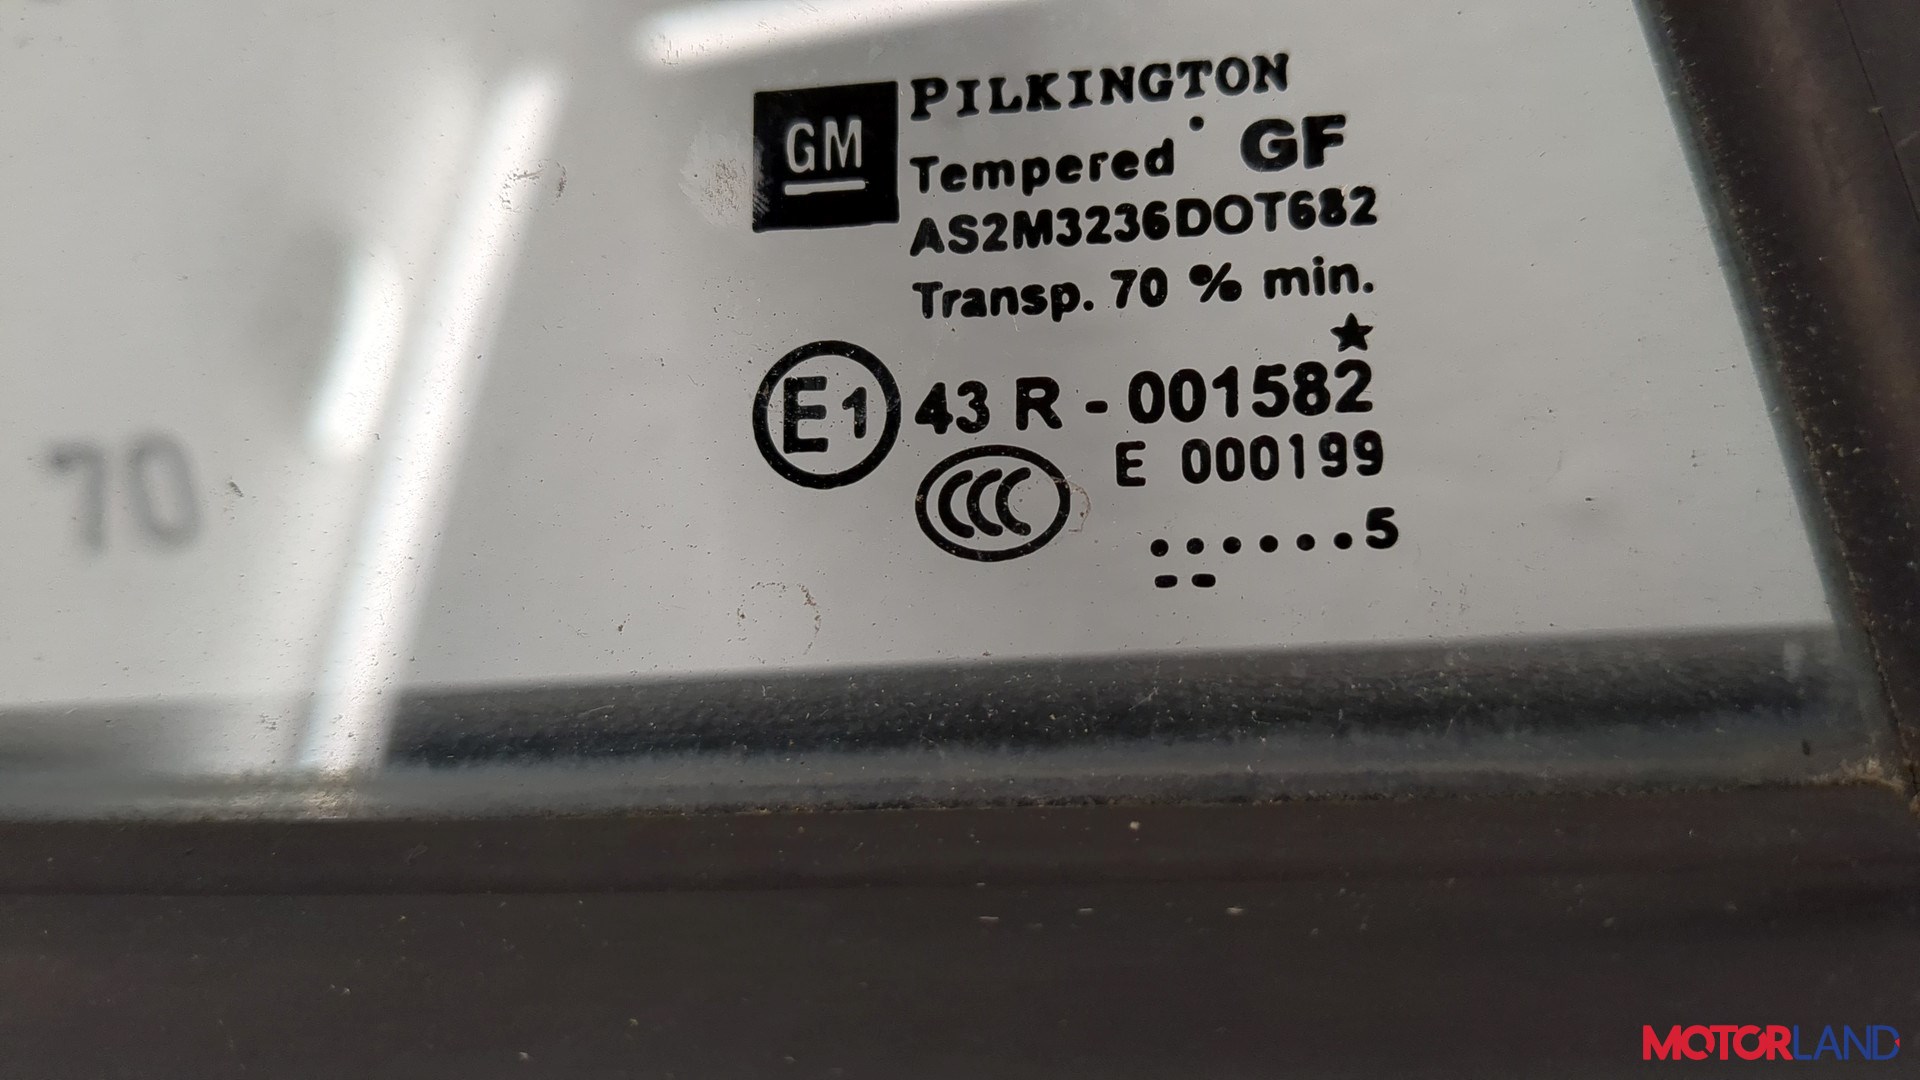 GM
PILKINGTON
Tempered GF
AS2M3236DOT682
Transp. 70 % min.
E1 43 R - 001582
CCC E 000199
......5
70
MOTORLAND